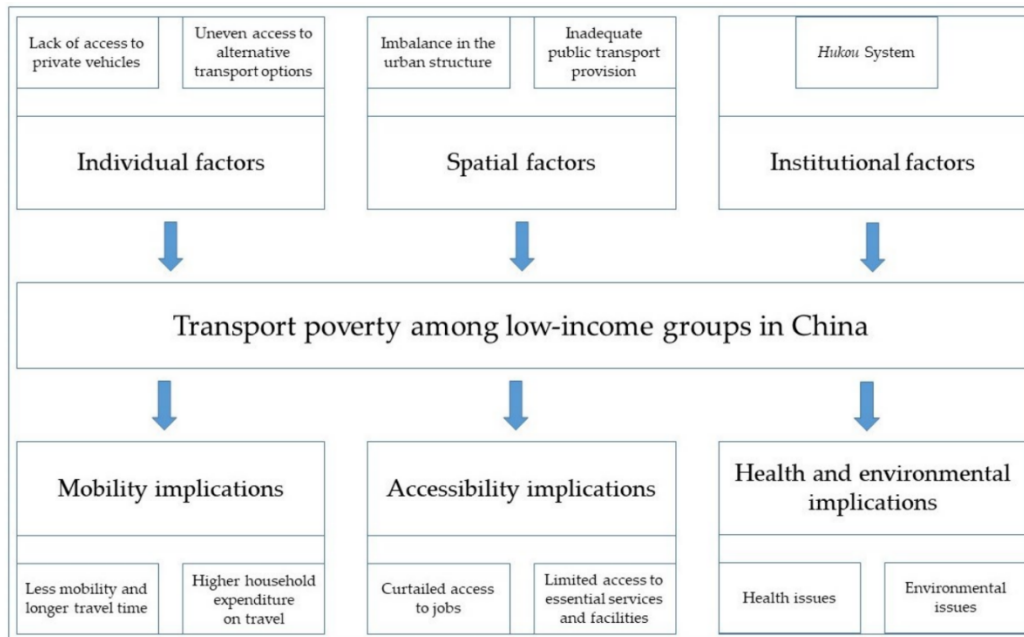 Lack of access to
private vehicles
Uneven access to
alternative
transport options
Imbalance in the
urban structure
Inadequate
public transport
provision
Hukou System
Individual factors
Spatial factors
Institutional factors
Transport poverty among low-income groups in China
Mobility implications
Accessibility implications
Health and environmental
implications
Less mobility and
longer travel time
Higher household
expenditure
on travel
Curtailed access
to jobs
Limited access to
essential services
and facilities
Health issues
Environmental
issues